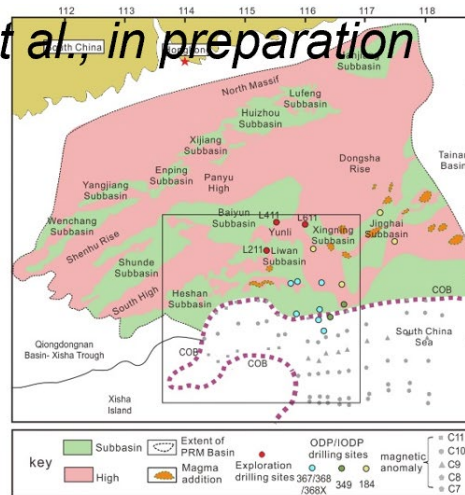 t al., in preparation
112 113 114 115 116 117 118
South China
North Massif
Subbasin
Lufeng
Subbasin
Huizhou
Subbasin
Xijiang
Subbasin
Dongsha
Rise
Tainan
Basin
Enping
Subbasin
Panyu
High
Yangjiang
Subbasin
Baiyun
Subbasin
L411
L611
Yunli
Xingning
Subbasin
Jinghai
Subbasin
Wenchang
Subbasin
Shenhu Rise
L211
Liwan
Subbasin
Shunde
Subbasin
South High
Heshan
Subbasin
COB
South China
Sea
Qiongdongnan
Basin- Xisha Trough
COB
COB
Xisha
Island
key
Subbasin
High
Extent of
PRM Basin
Magma
addition
Exploration
drilling sites
ODP/IODP
drilling sites
367/368
/368X
349
184
magnetic
anomaly
C11
C10
C9
C8
C7